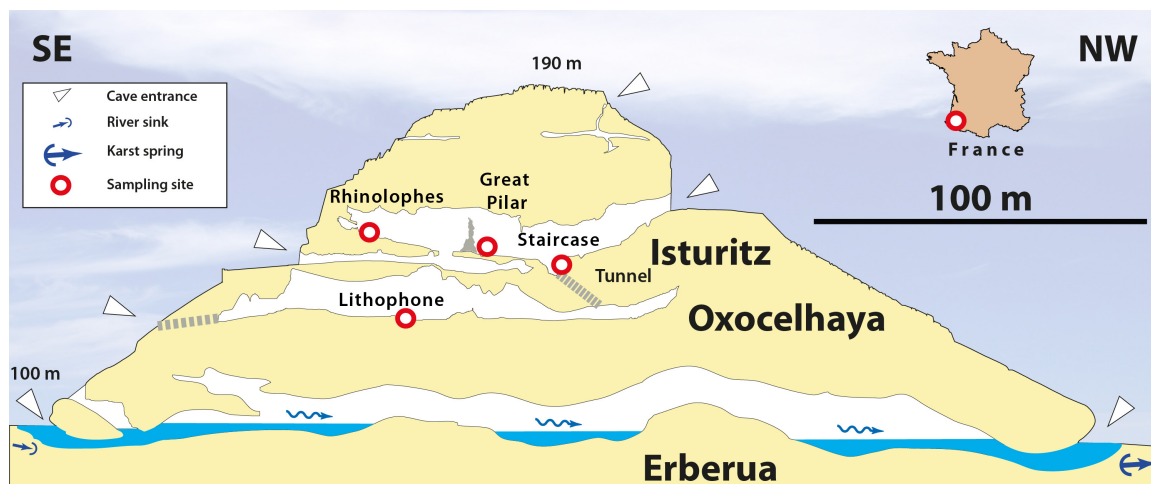 SE
190 m
NW
Cave entrance
River sink
Karst spring
Sampling site
France
100 m
Rhinolophes
Great
Pilar
Staircase
Isturitz
Tunnel
Lithophone
Oxocelhaya
100 m
Erberua